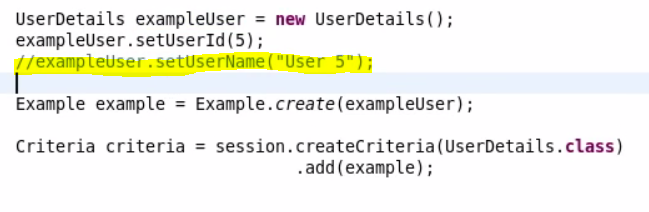 UserDetails exampleUser = new UserDetails();
exampleUser.setUserId(5);
//exampleUser.setUserName("User 5");
Example example = Example.create(exampleUser);
Criteria criteria = session.createCriteria(UserDetails.class)
.add(example);